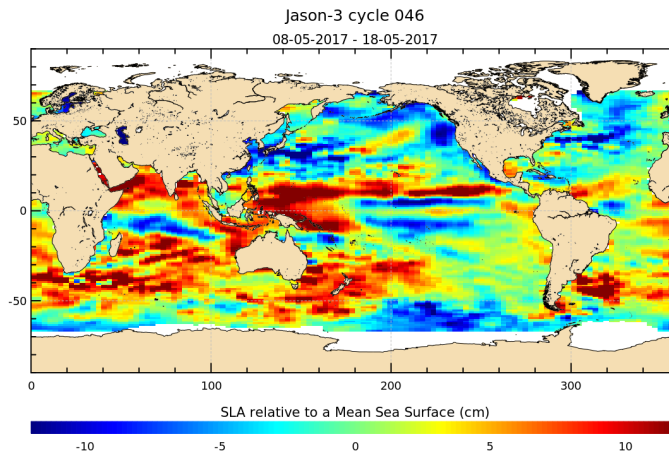 Jason-3 cycle 046
08-05-2017 - 18-05-2017
50
0
-50
0 100 200 300
SLA relative to a Mean Sea Surface (cm)
-10 -5 0 5 10